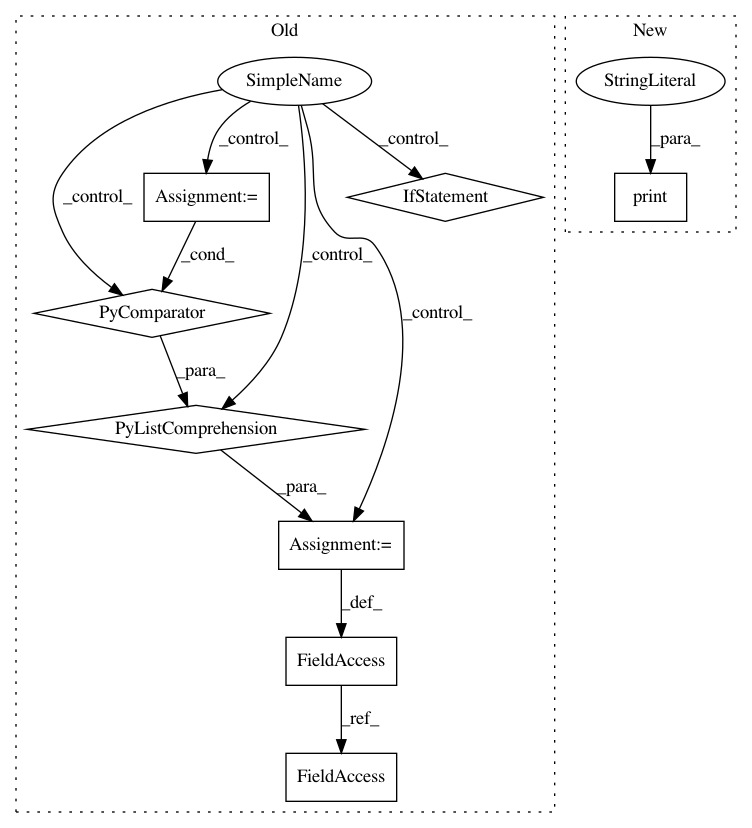 Old
New
SimpleName
StringLiteral
_control_
_control_
_para_
_control_
Assignment:=
IfStatement
print
_cond_
_control_
_control_
PyComparator
_para_
PyListComprehension
_para_
Assignment:=
_def_
FieldAccess
_ref_
FieldAccess